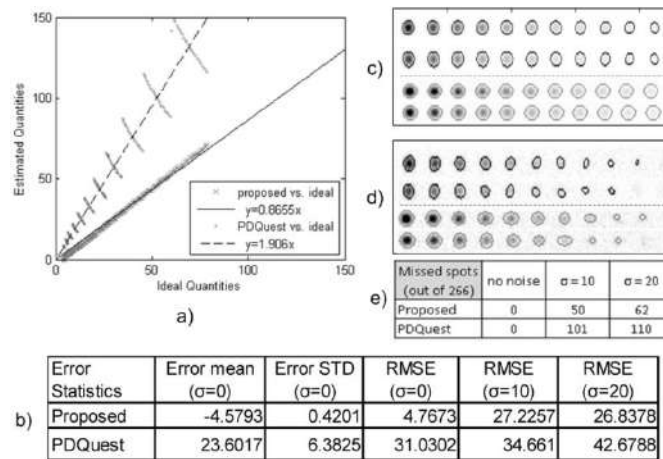 150
100
50
0
0
50
100
150
Estimated Quantities
Ideal Quantities
proposed vs. ideal
y=0.8655x
PDQuest vs. ideal
y=1.906x
a)
c)
d)
e)
Missed spots (out of 266) no noise σ=10 σ=20
Proposed 0 50 62
PDQuest 0 101 110
b)
Error Statistics Error mean (σ=0) Error STD (σ=0) RMSE (σ=0) RMSE (σ=10) RMSE (σ=20)
Proposed -4.5793 0.4201 4.7673 27.2257 26.8378
PDQuest 23.6017 6.3825 31.0302 34.661 42.6788